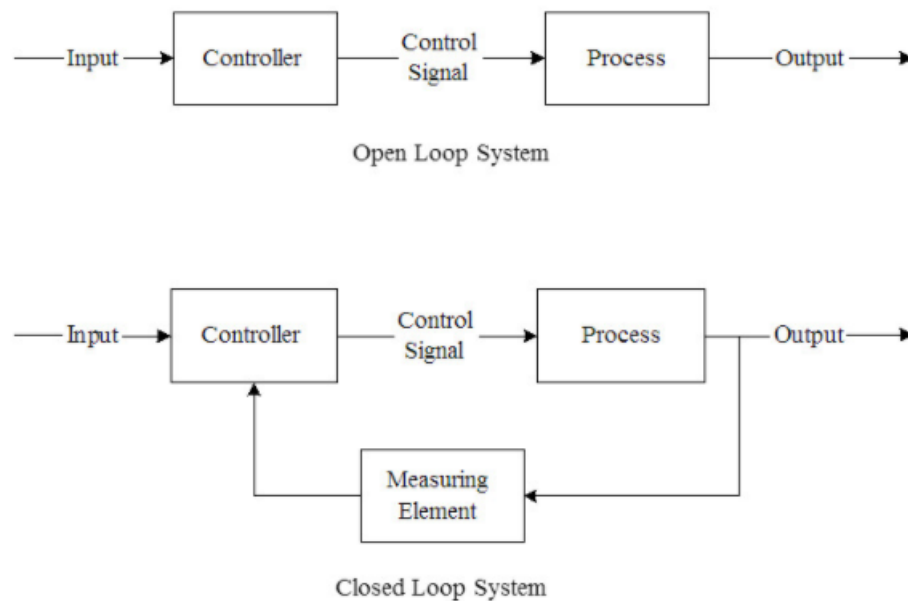 Input
Controller
Control
Signal
Process
Output
Open Loop System
Input
Controller
Control
Signal
Process
Output
Measuring
Element
Closed Loop System